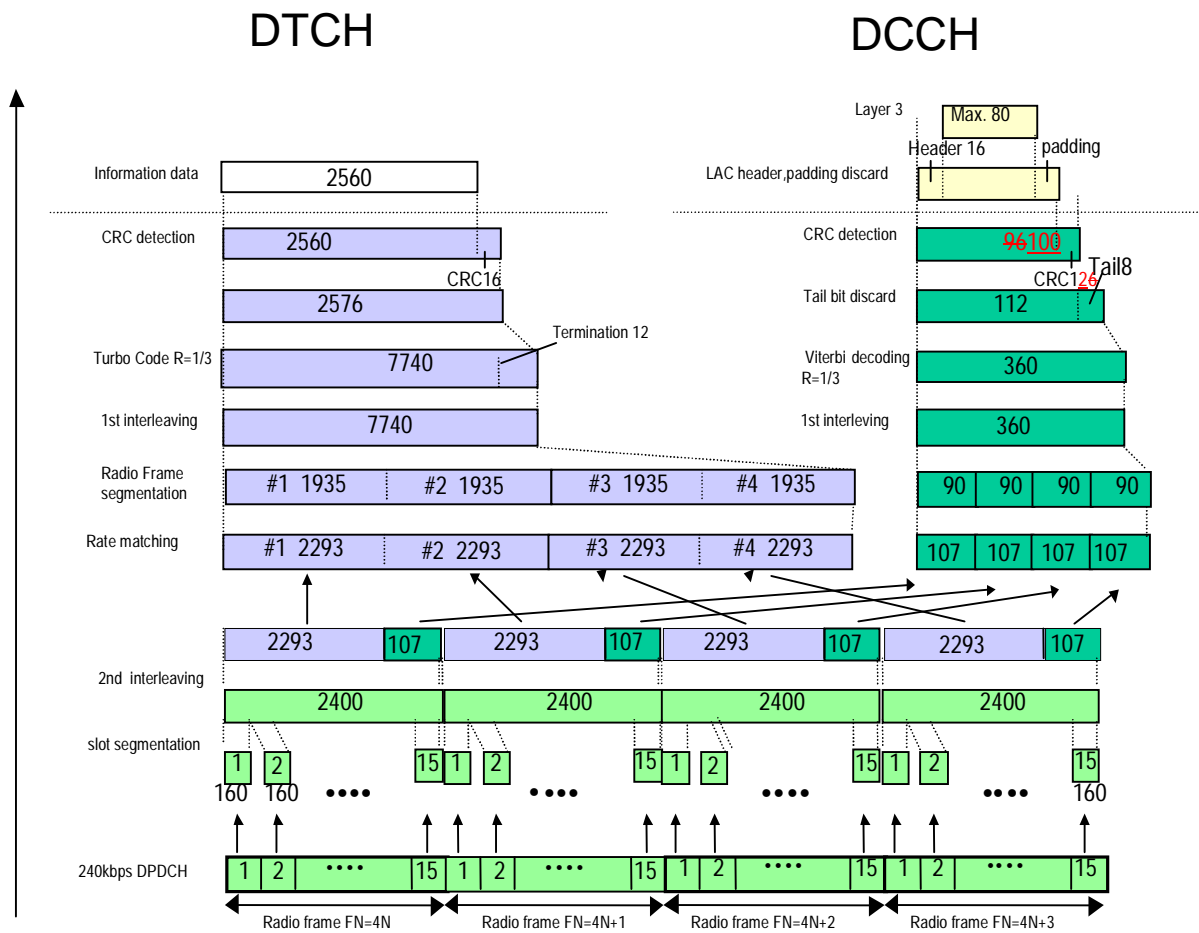 DTCH
DCCH
Layer 3
Max. 80
Header 16
padding
Information data
2560
LAC header,padding discard
CRC detection
2560
CRC16
CRC detection
96100
CRC126
2576
Tail bit discard
112
Tail8
Turbo Code R=1/3
7740
Termination 12
Viterbi decoding
R=1/3
360
1st interleaving
7740
1st interleving
360
Radio Frame
segmentation
#1 1935 #2 1935 #3 1935 #4 1935
90 90 90 90
Rate matching
#1 2293 #2 2293 #3 2293 #4 2293
107 107 107 107
2293 107 2293 107 2293 107 2293 107
2nd interleaving
2400 2400 2400 2400
slot segmentation
1 2 15 1 2 15 1 2 15 1 2 15
160 160 •••• •••• •••• •••• 160
240kbps DPDCH
1 2 •••• 15 1 2 •••• 15 1 2 •••• 15 1 2 •••• 15
Radio frame FN=4N Radio frame FN=4N+1 Radio frame FN=4N+2 Radio frame FN=4N+3